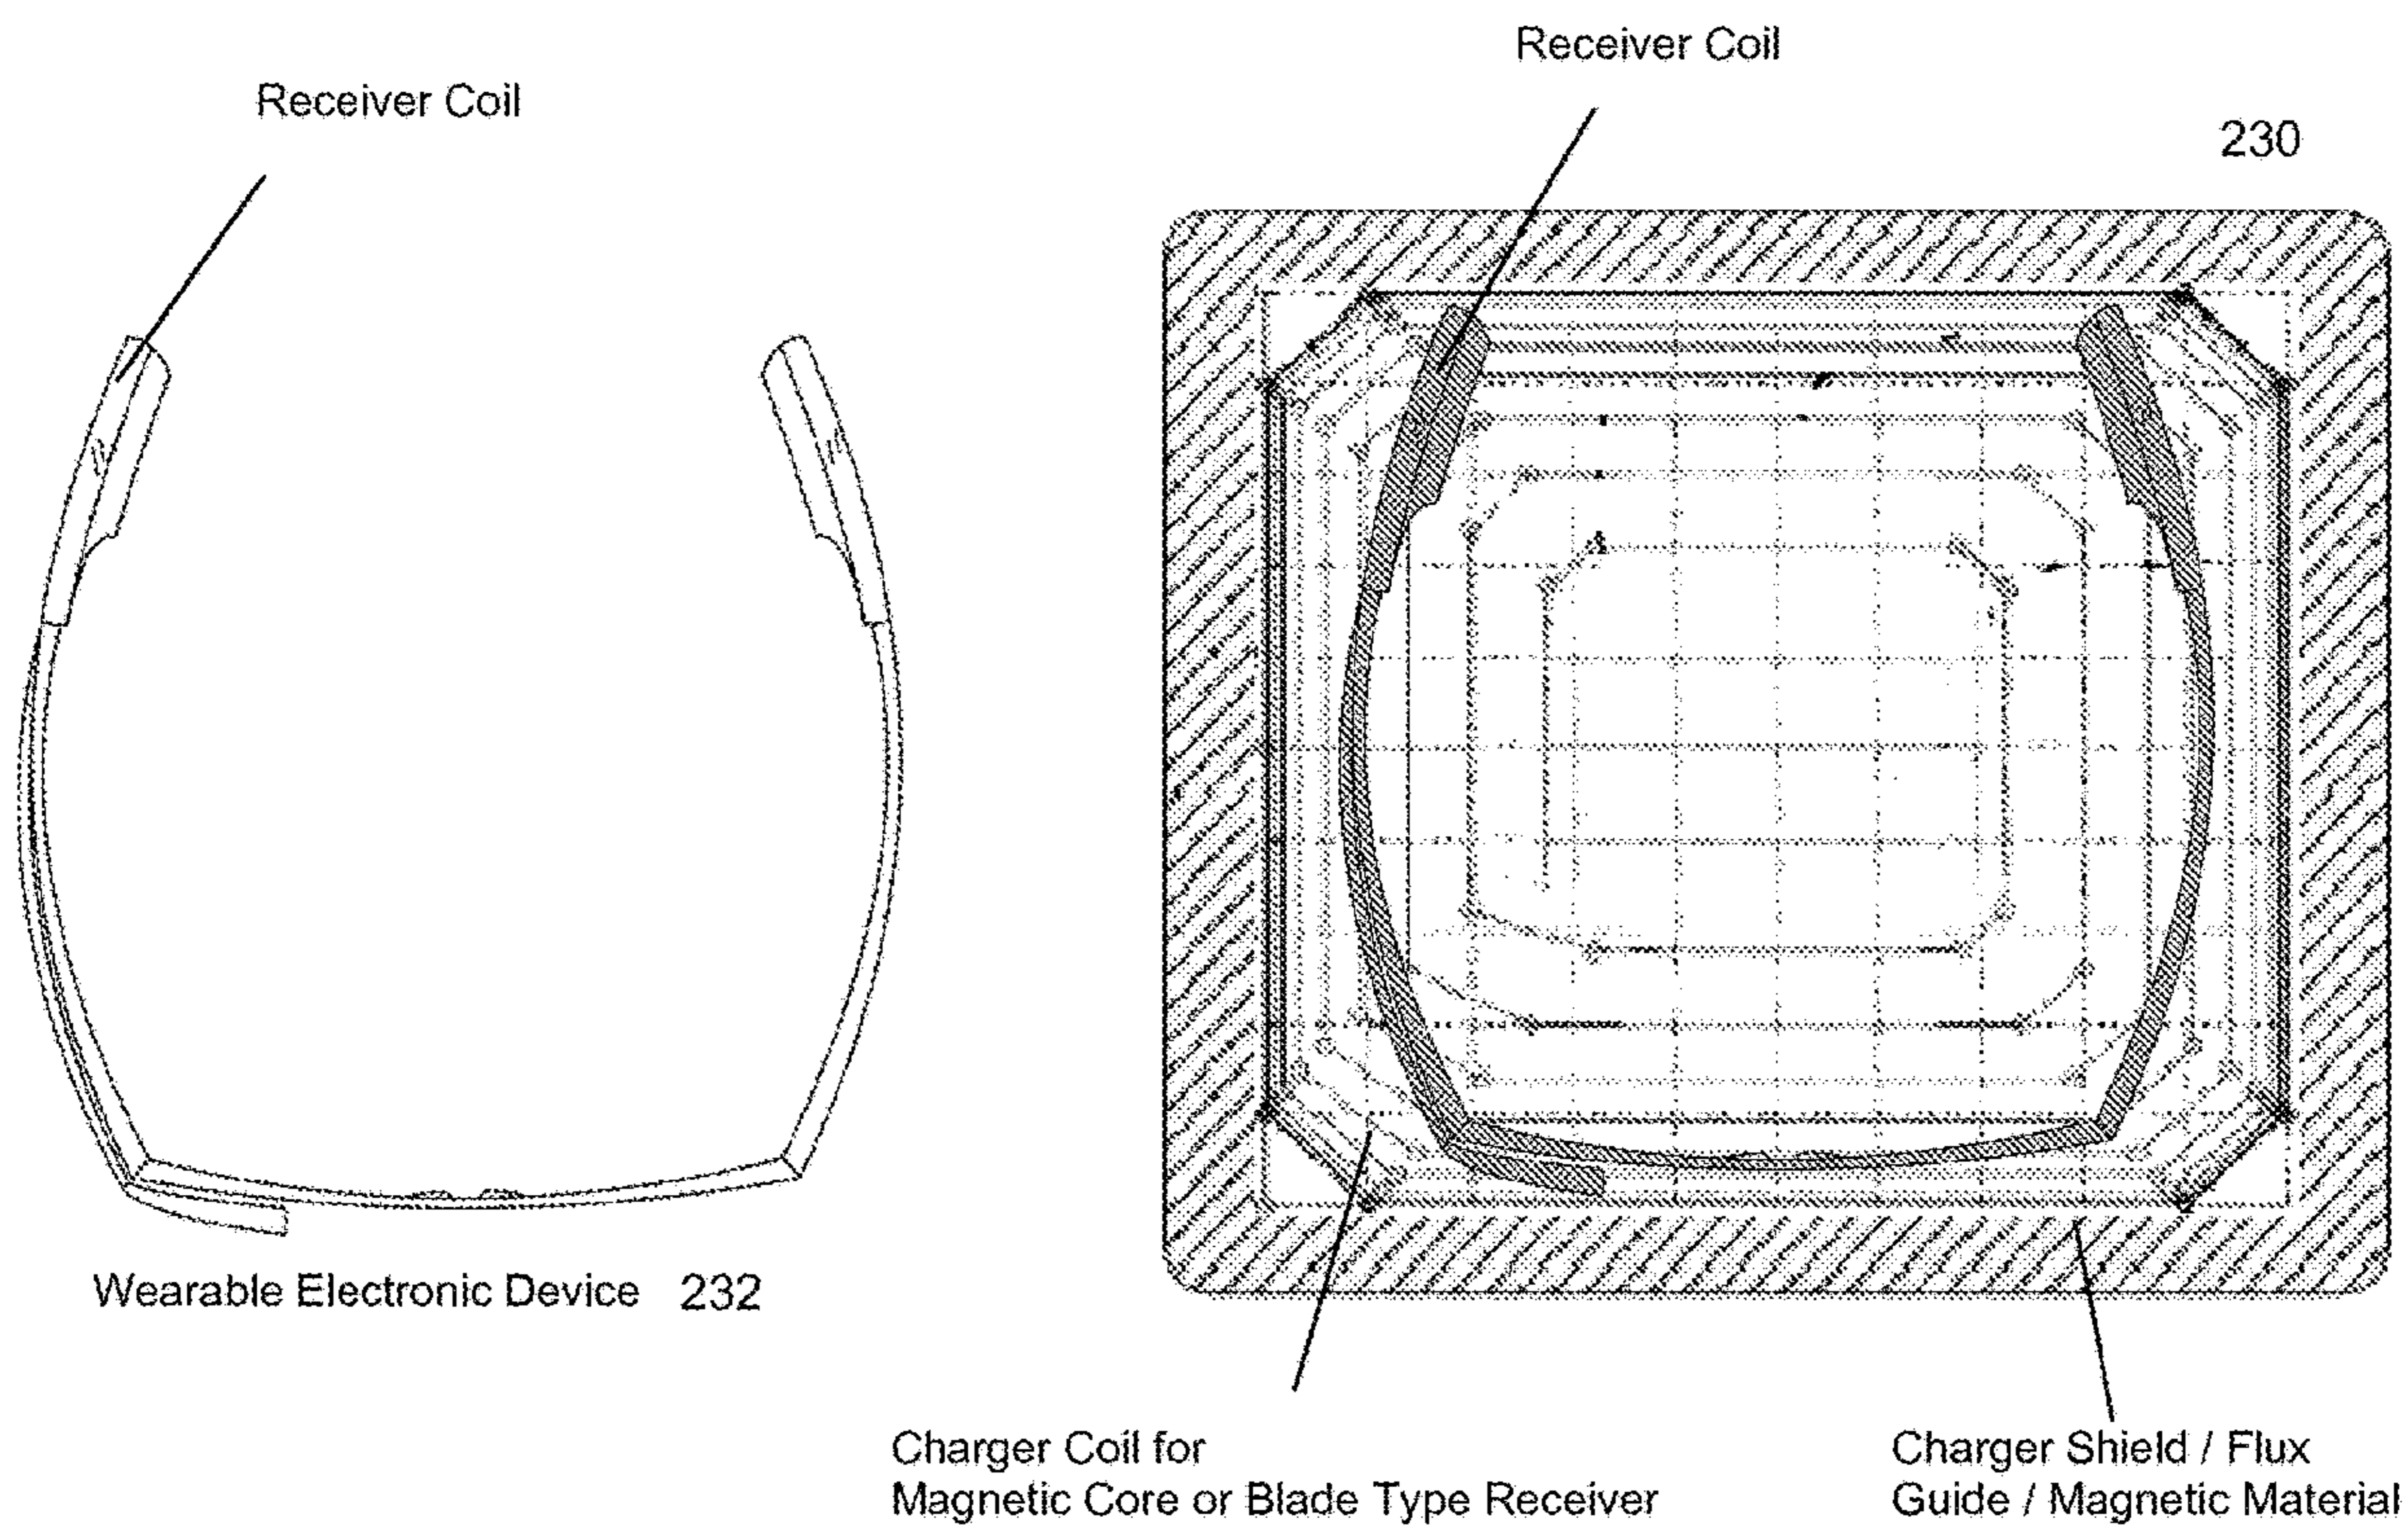 Receiver Coil
Receiver Coil
230
Wearable Electronic Device 232
Charger Coil for
Magnetic Core or Blade Type Receiver
Charger Shield / Flux
Guide / Magnetic Material